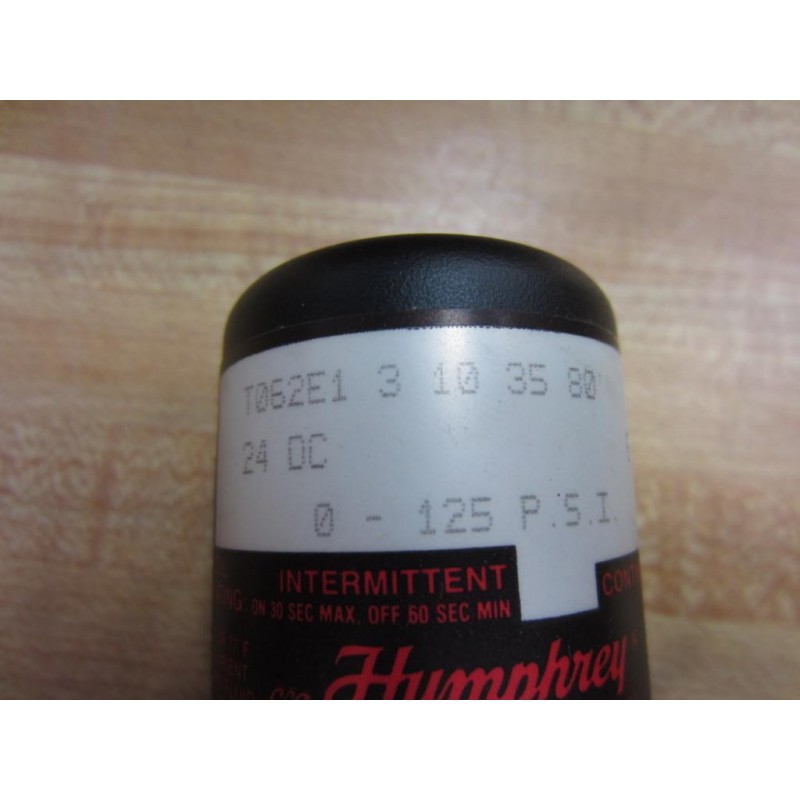 T062E1 3 10 35 80
24 DC
0 - 125 P.S.I.
INTERMITTENT
ON 30 SEC MAX. OFF 60 SEC MIN
Humphrey